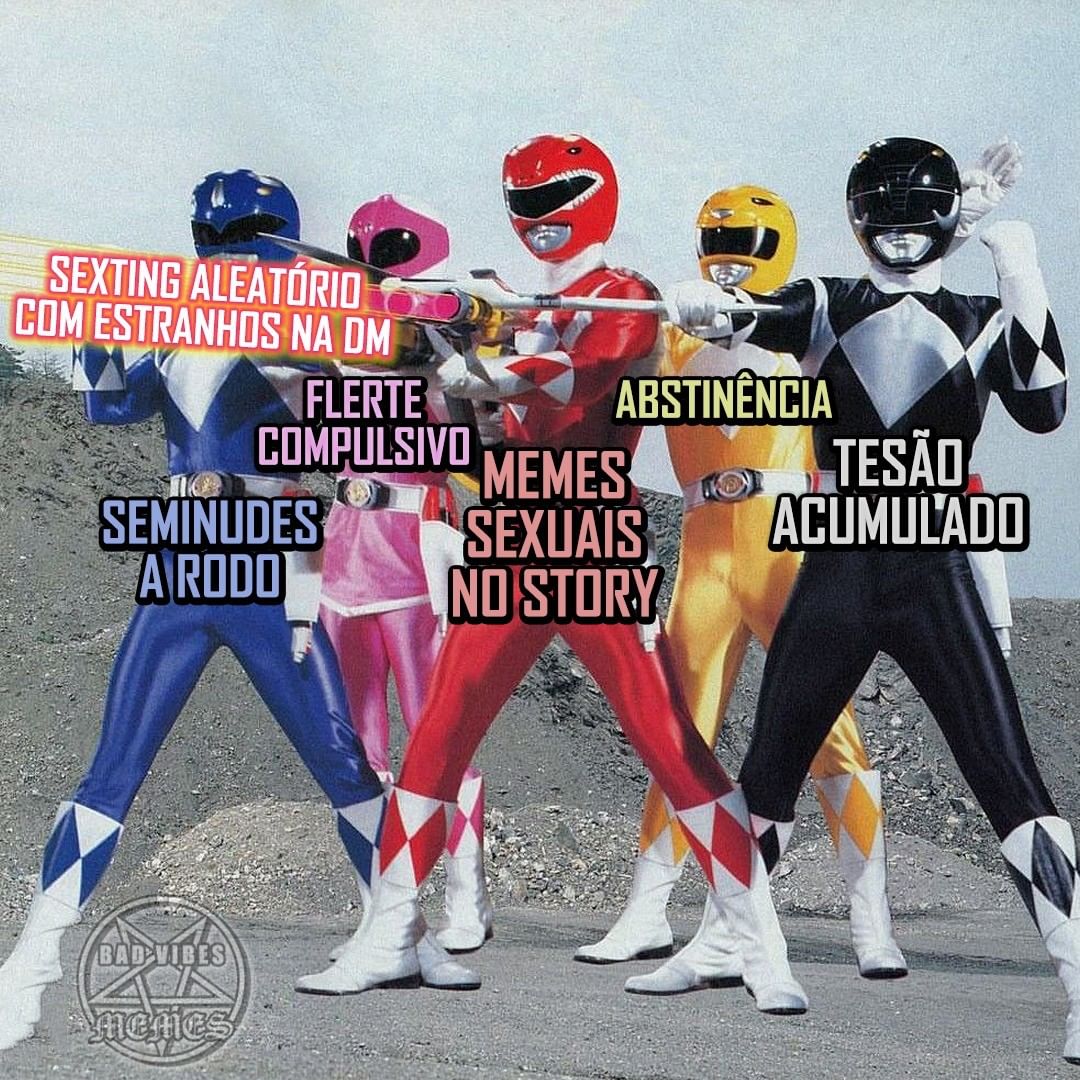 SEXTING ALEATÓRIO
COM ESTRANHOS NA DM
FLERTE
COMPULSIVO
ABSTINÊNCIA
SEMINUDES
A RODO
MEMES
SEXUAIS
NO STORY
TESÃO
ACUMULADO
BAD VIBES
MEMES